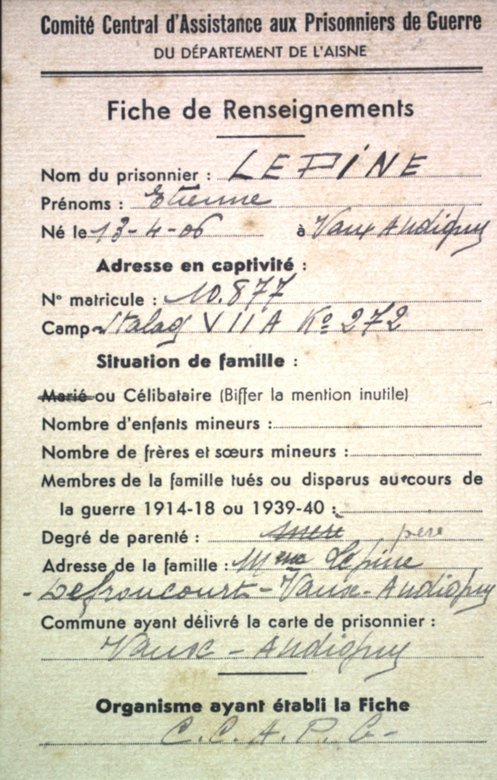 Comité Central d'Assistance aux Prisonniers de Guerre
DU DÉPARTEMENT DE L'AISNE
Fiche de Renseignements
Nom du prisonnier : LEPINE
Prénoms : Etienne
Né le 13-4-06 à Vaux Andigny
Adresse en captivité :
N° matricule : 10.877
Camp Stalag VII A Ko 272
Situation de famille :
Marié ou Célibataire (Biffer la mention inutile)
Nombre d'enfants mineurs :
Nombre de frères et sœurs mineurs :
Membres de la famille tués ou disparus au cours de
la guerre 1914-18 ou 1939-40 :
Degré de parenté : mère père
Adresse de la famille : Mme Lépine
- Defroncourt - Vaux-Andigny
Commune ayant délivré la carte de prisonnier :
Vaux - Andigny
Organisme ayant établi la Fiche
C.C.A.P.G-